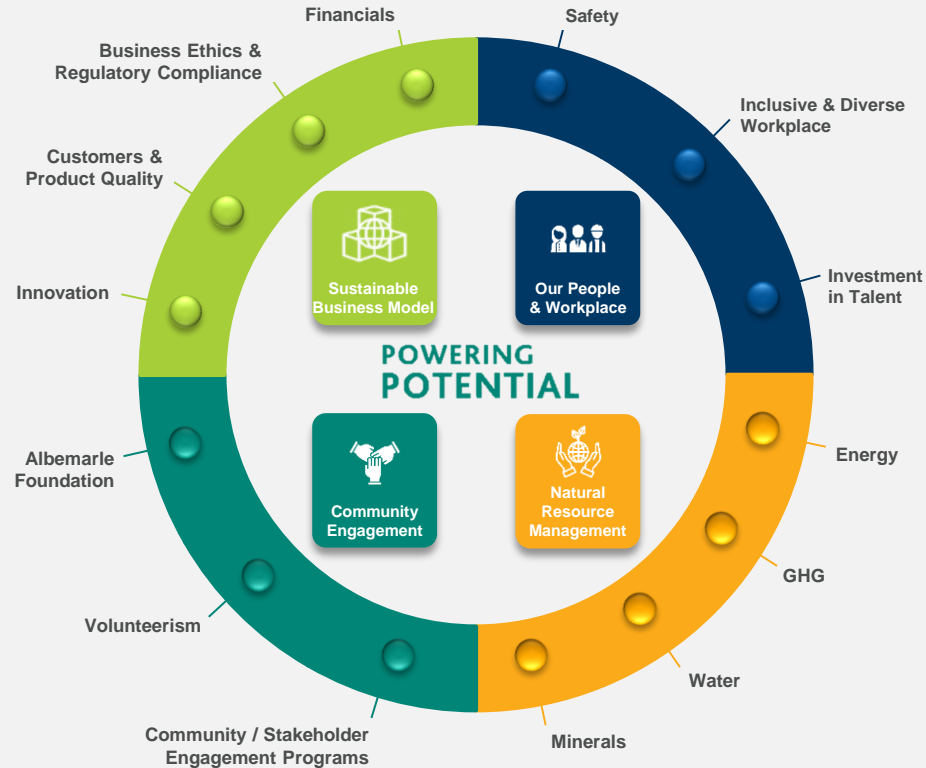 Financials
Safety
Business Ethics &
Regulatory Compliance
Inclusive & Diverse
Workplace
Customers &
Product Quality
Innovation
Investment
in Talent
Sustainable
Business Model
Our People
& Workplace
POWERING
POTENTIAL
Community
Engagement
Natural
Resource
Management
Albemarle
Foundation
Energy
GHG
Volunteerism
Water
Community / Stakeholder
Engagement Programs
Minerals